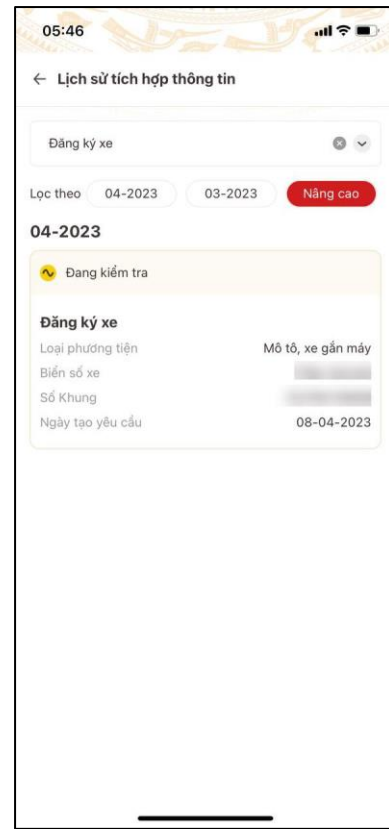 05:46
Lịch sử tích hợp thông tin
Đăng ký xe
Lọc theo 04-2023 03-2023 Nâng cao
04-2023
Đang kiểm tra
Đăng ký xe
Loại phương tiện Mô tô, xe gắn máy
Biển số xe
Số Khung
Ngày tạo yêu cầu 08-04-2023